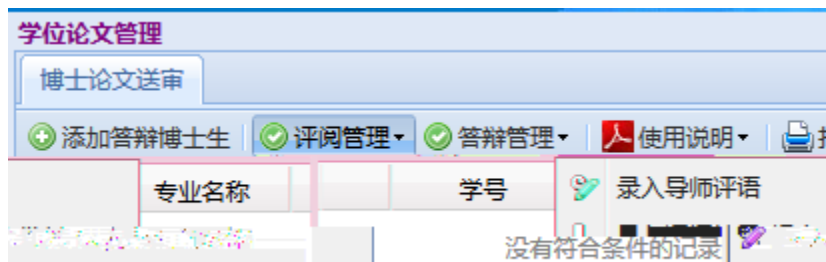 学位论文管理
博士论文送审
添加答辩博士生 评阅管理 答辩管理 使用说明
专业名称 学号 录入导师评语
没有符合条件的记录